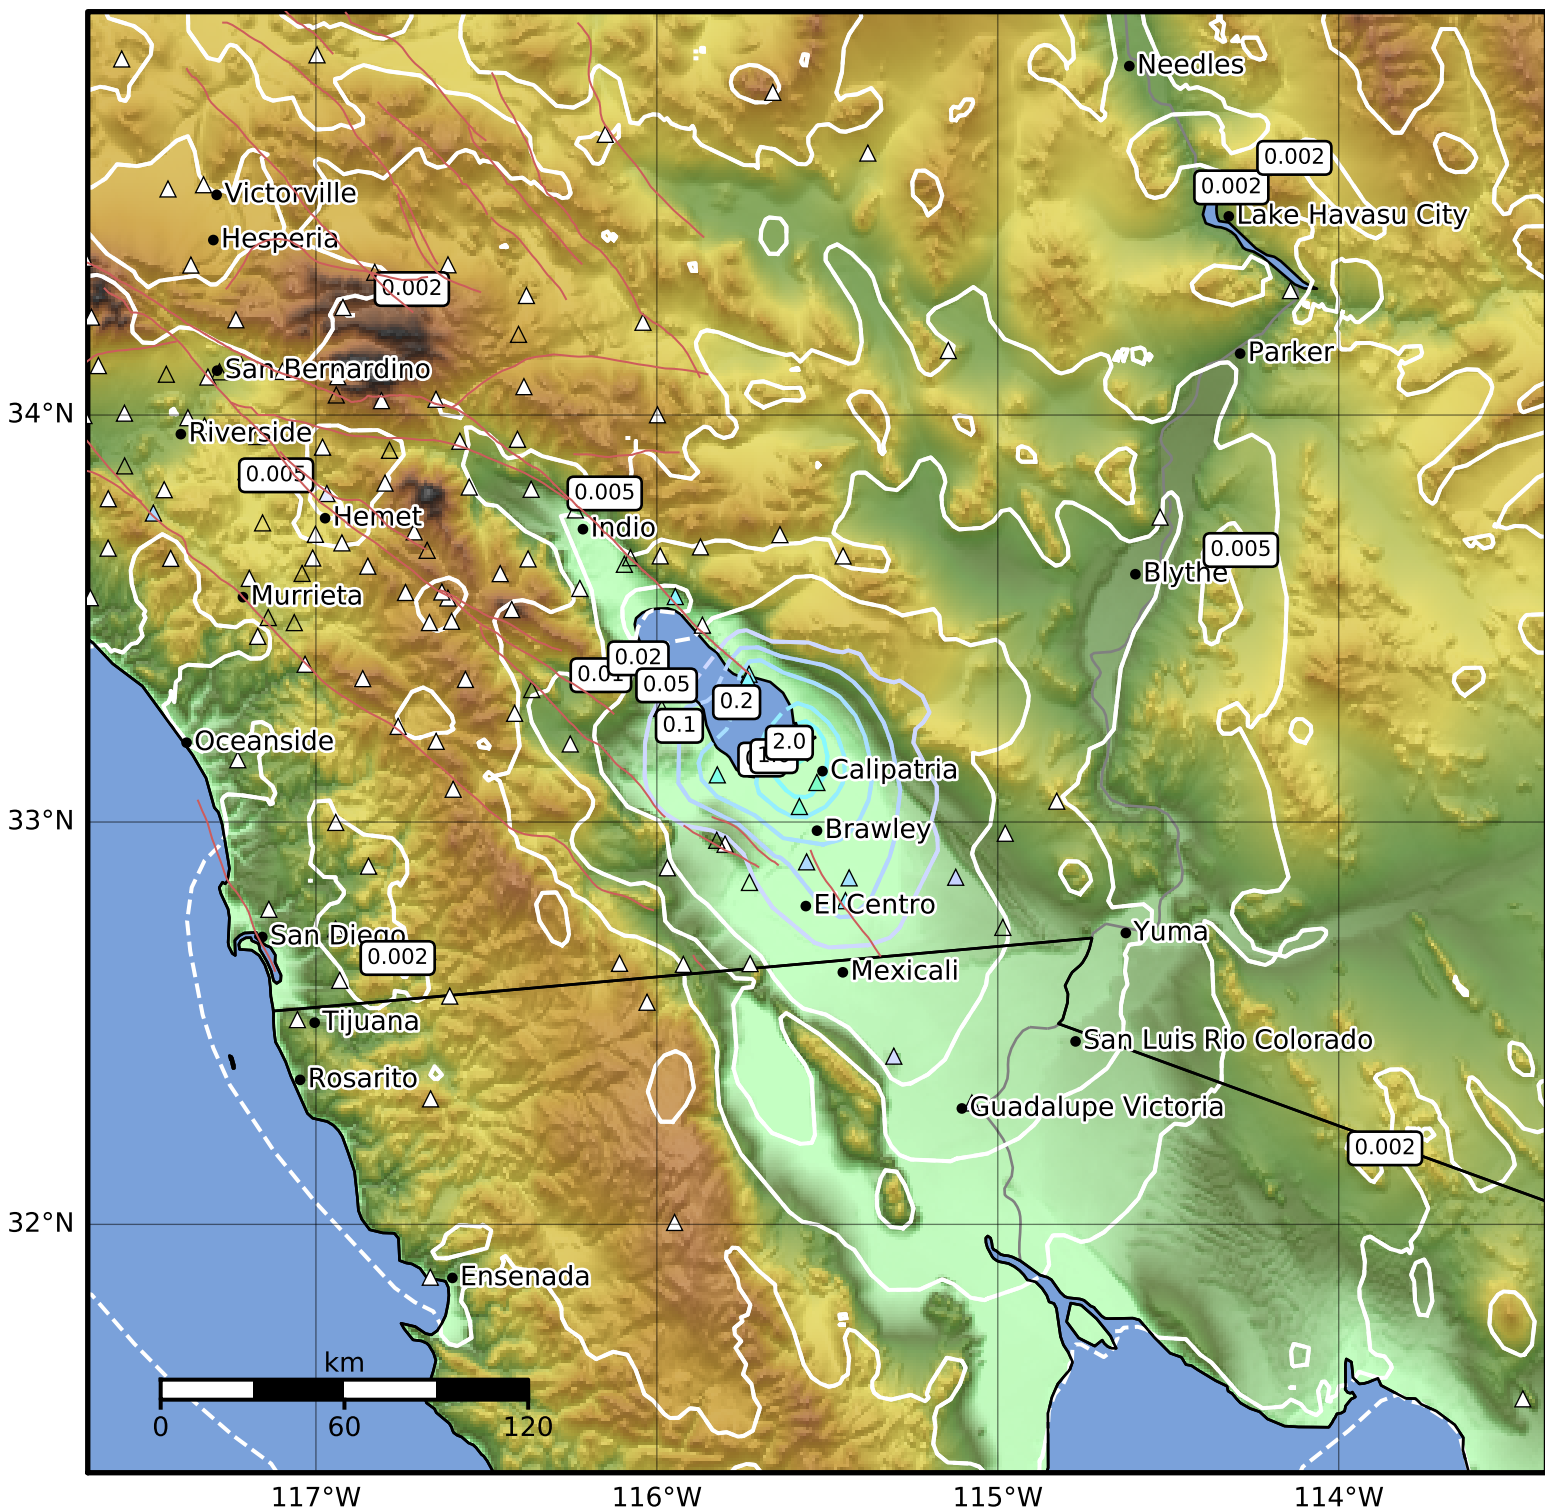 Needles
0.002
0.002
Victorville
Lake Havasu City
Hesperia
0.002
Parker
San Bernardino
34°N
Riverside
0.005
0.005
Hemet
Indio
0.005
Blythe
Murrieta
0.02
0.01
0.05
0.2
0.1
Oceanside
2.0
Calipatria
33°N
Brawley
El Centro
San Diego
Yuma
0.002
Mexicali
Tijuana
San Luis Rio Colorado
Rosarito
Guadalupe Victoria
0.002
32°N
Ensenada
km
0 60 120
117°W 116°W 115°W 114°W